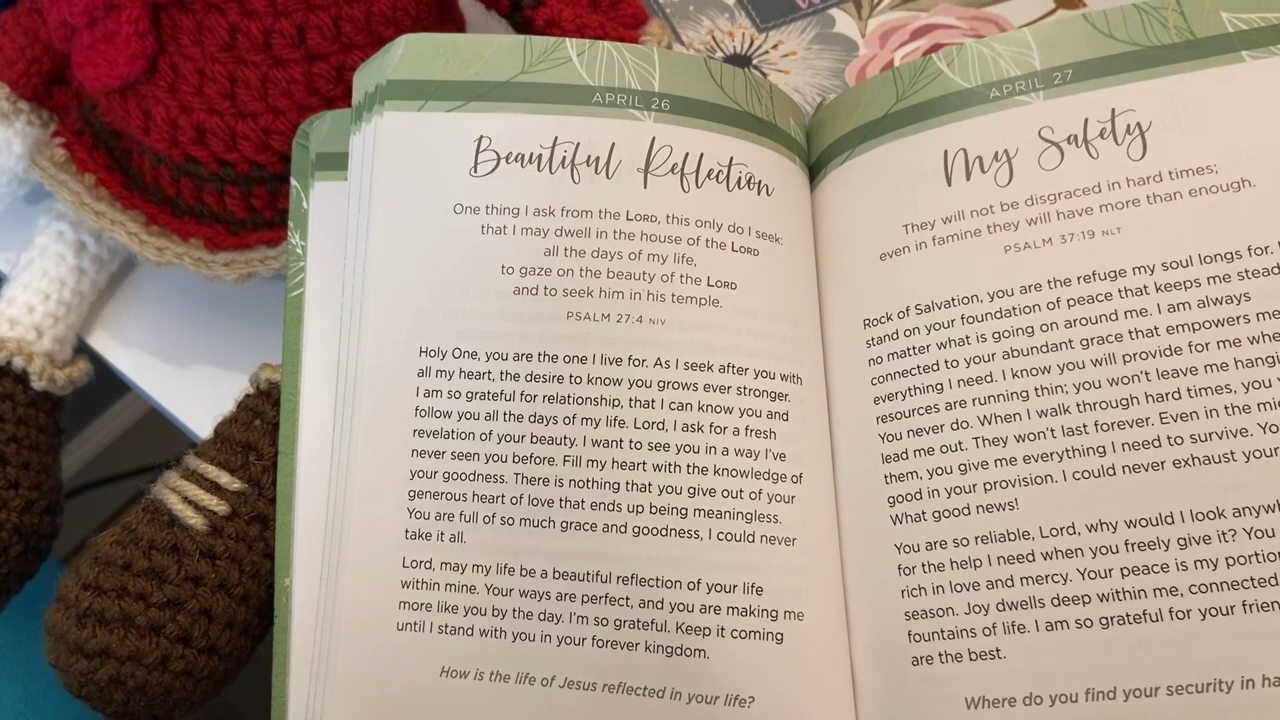 APRIL 26
Beautiful Reflection
One thing I ask from the LORD, this only do I seek:
that I may dwell in the house of the LORD
all the days of my life,
to gaze on the beauty of the LORD
and to seek him in his temple.
PSALM 27:4 NIV
Holy One, you are the one I live for. As I seek after you with
all my heart, the desire to know you grows ever stronger.
I am so grateful for relationship, that I can know you and
follow you all the days of my life. Lord, I ask for a fresh
revelation of your beauty. I want to see you in a way I've
never seen you before. Fill my heart with the knowledge of
your goodness. There is nothing that you give out of your
generous heart of love that ends up being meaningless.
You are full of so much grace and goodness, I could never
take it all.
Lord, may my life be a beautiful reflection of your life
within mine. Your ways are perfect, and you are making me
more like you by the day. I'm so grateful. Keep it coming
until I stand with you in your forever kingdom.
How is the life of Jesus reflected in your life?
APRIL 27
My Safety
They will not be disgraced in hard times;
even in famine they will have more than enough.
PSALM 37:19 NLT
Rock of Salvation, you are the refuge my soul longs for.
stand on your foundation of peace that keeps me stead
no matter what is going on around me. I am always
connected to your abundant grace that empowers me
everything I need. I know you will provide for me whe
resources are running thin; you won't leave me hangi
You never do. When I walk through hard times, you
lead me out. They won't last forever. Even in the mi
them, you give me everything I need to survive. Yo
good in your provision. I could never exhaust your
What good news!
You are so reliable, Lord, why would I look anywh
for the help I need when you freely give it? You
rich in love and mercy. Your peace is my portio
season. Joy dwells deep within me, connected
fountains of life. I am so grateful for your frien
are the best.
Where do you find your security in ha